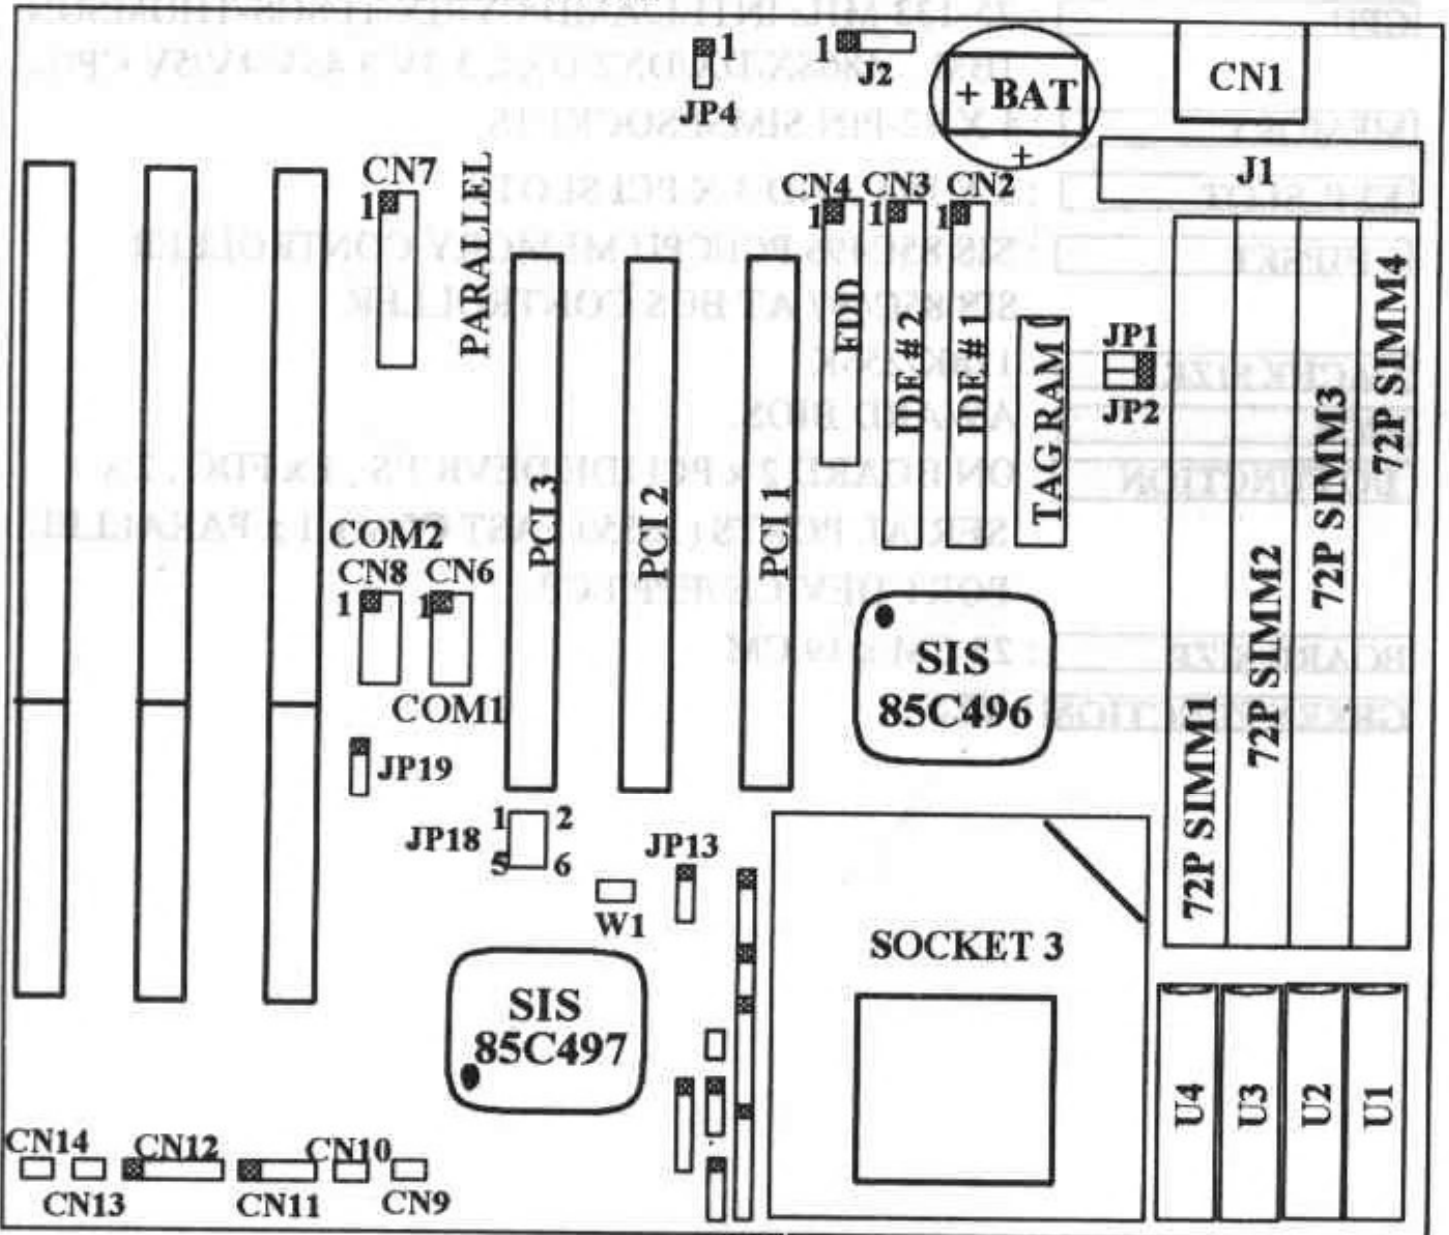 1
JP4
1
J2
+ BAT
+
CN1
J1
CN7
1
PARALLEL
CN4
1
FDD
CN3
1
IDE # 2
CN2
1
IDE # 1
TAGRAM
JP1
JP2
72P SIMM4
72P SIMM3
72P SIMM2
72P SIMM1
PCI 3
PCI 2
PCI 1
COM2
CN8
1
CN6
1
COM1
SIS
85C496
JP19
JP18
1
2
5
6
JP13
W1
SOCKET 3
SIS
85C497
U4
U3
U2
U1
CN14
CN13
CN12
CN11
CN10
CN9